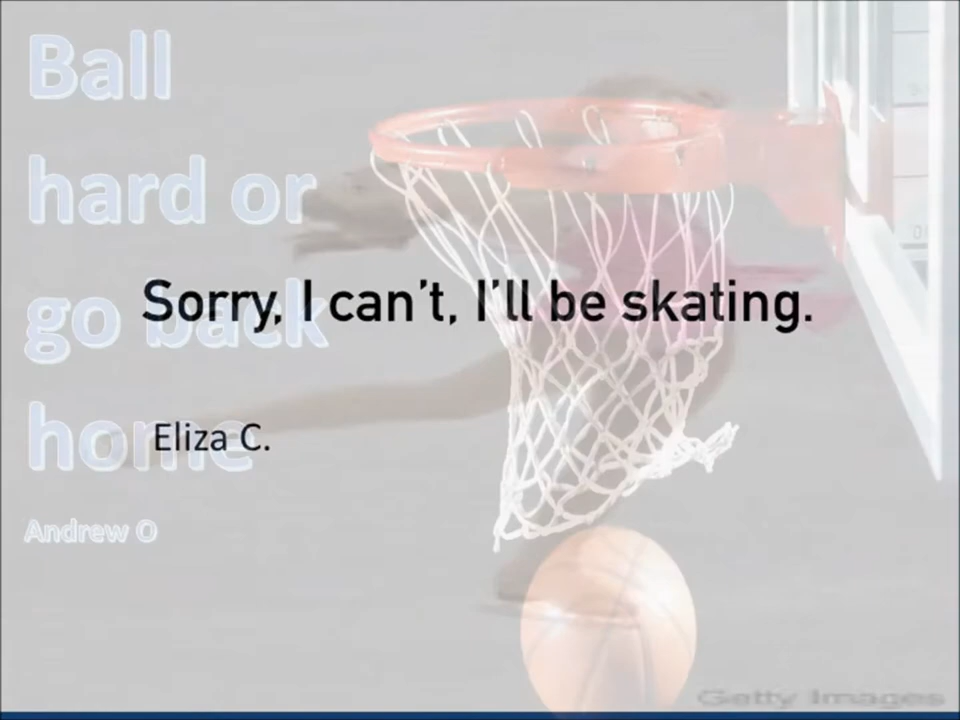 Ball
hard or
go back
home
Andrew O
Sorry, I can't, I'll be skating.
Eliza C.
Getty Images